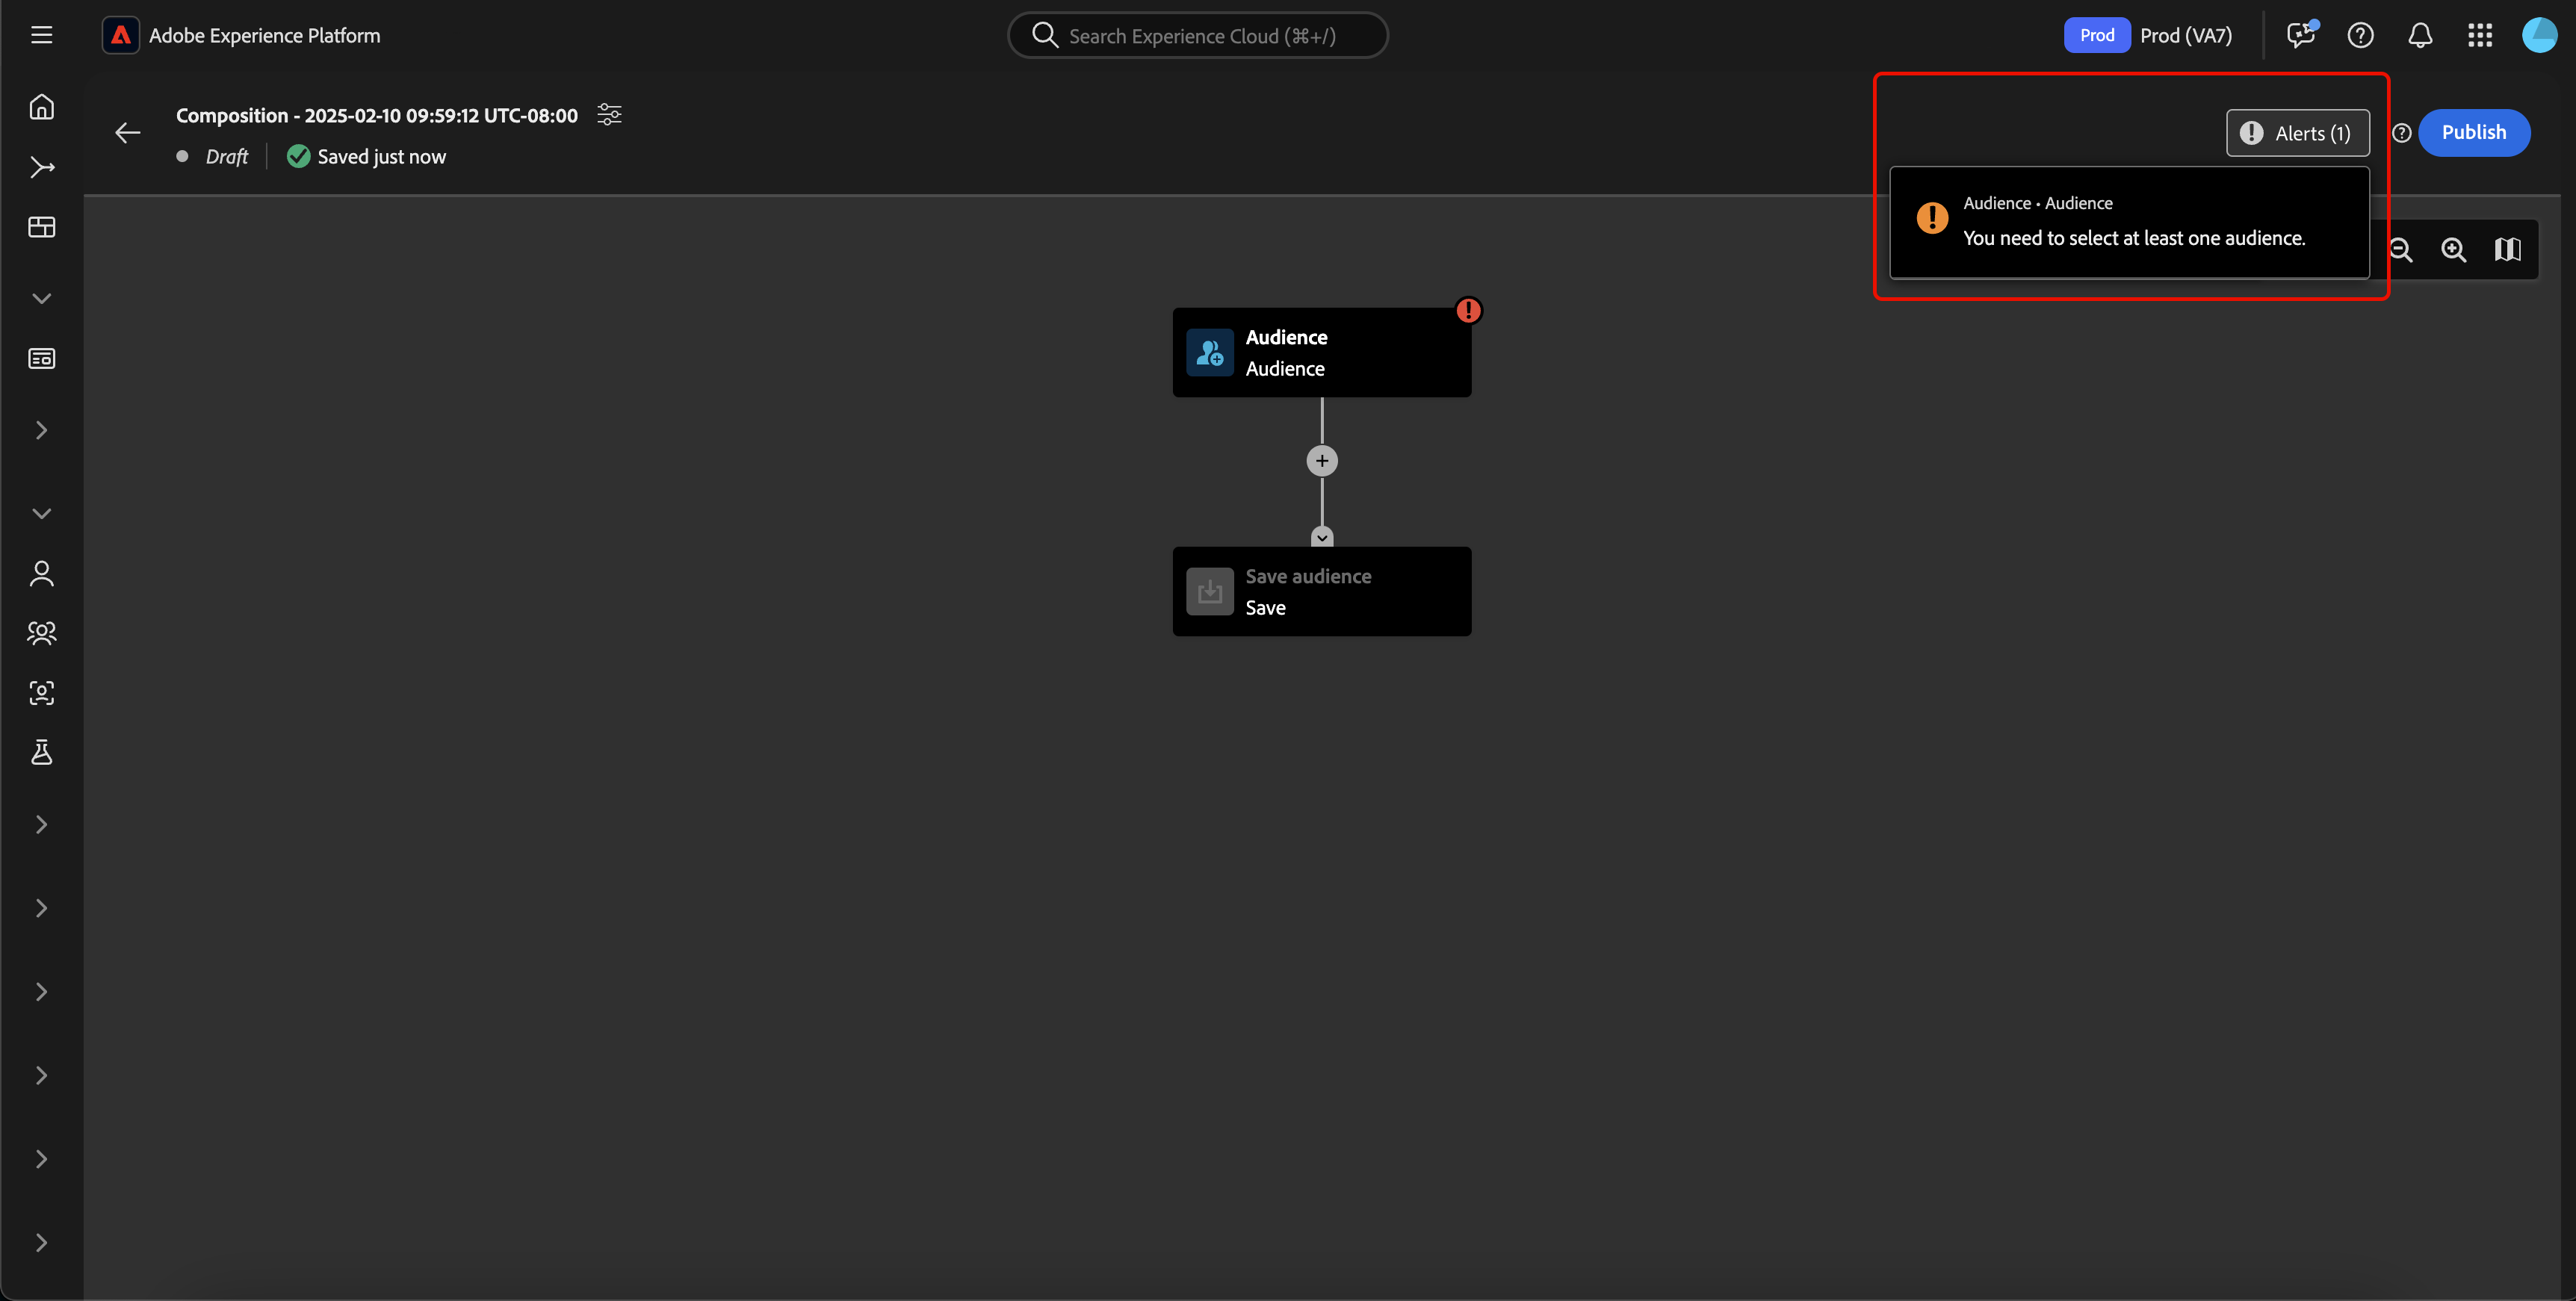 Adobe Experience Platform
Search Experience Cloud (⌘+/)
Prod
Prod (VA7)
Composition - 2025-02-10 09:59:12 UTC-08:00
Draft
Saved just now
Alerts (1)
Publish
Audience • Audience
You need to select at least one audience.
Audience
Audience
Save audience
Save